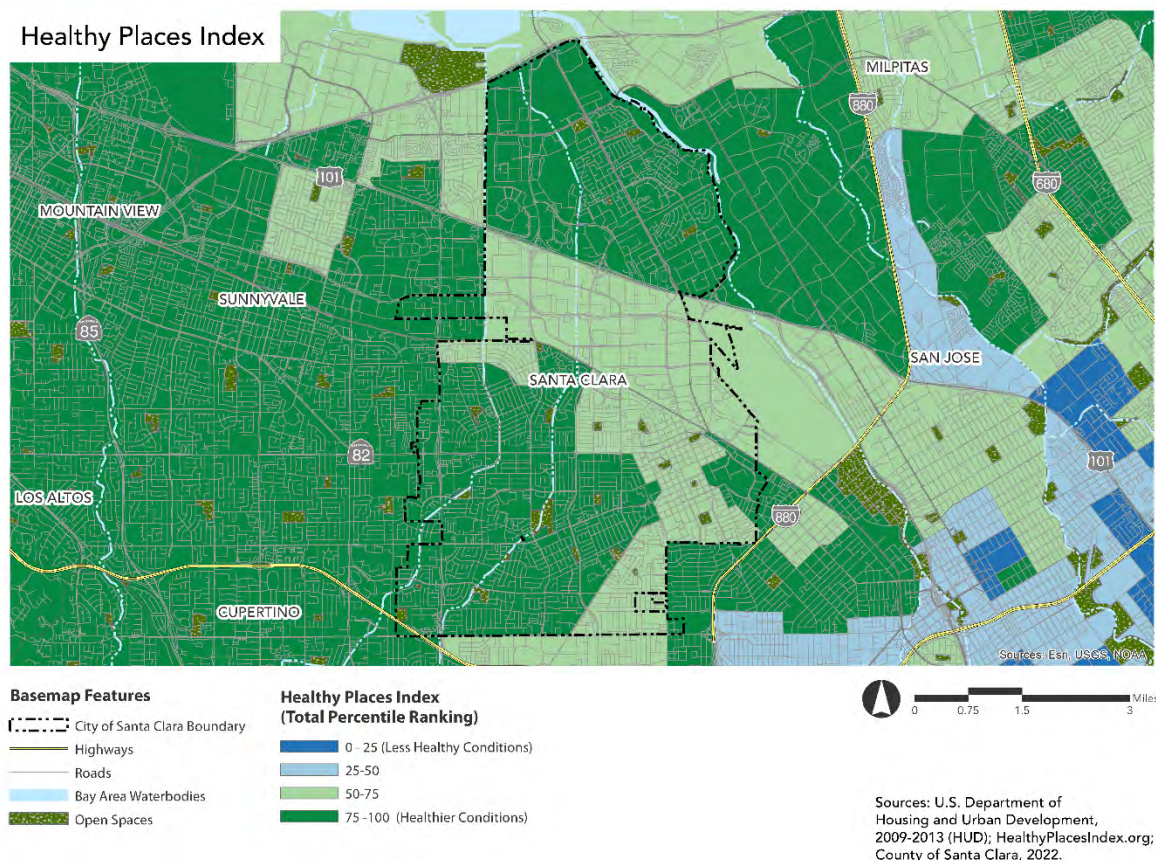 Healthy Places Index
MILPITAS
880
680
101
MOUNTAIN VIEW
SUNNYVALE
85
SAN JOSE
SANTA CLARA
82
101
LOS ALTOS
880
CUPERTINO
Sources: Esri, USGS, NOAA
Basemap Features
City of Santa Clara Boundary
Highways
Roads
Bay Area Waterbodies
Open Spaces
Healthy Places Index
(Total Percentile Ranking)
0 - 25 (Less Healthy Conditions)
25-50
50-75
75 -100 (Healthier Conditions)
Miles
0 0.75 1.5 3
Sources: U.S. Department of
Housing and Urban Development,
2009-2013 (HUD); HealthyPlacesIndex.org;
County of Santa Clara, 2022.